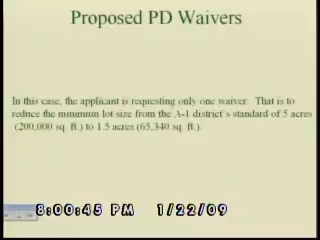 Proposed PD Waivers
In this case, the applicant is requesting only one waiver. That is to
reduce the minimum lot size from the A-1 district's standard of 5 acres
(200,000 sq. ft.) to 1.5 acres (65,340 sq. ft.).
8:00:45 PM 1/22/09